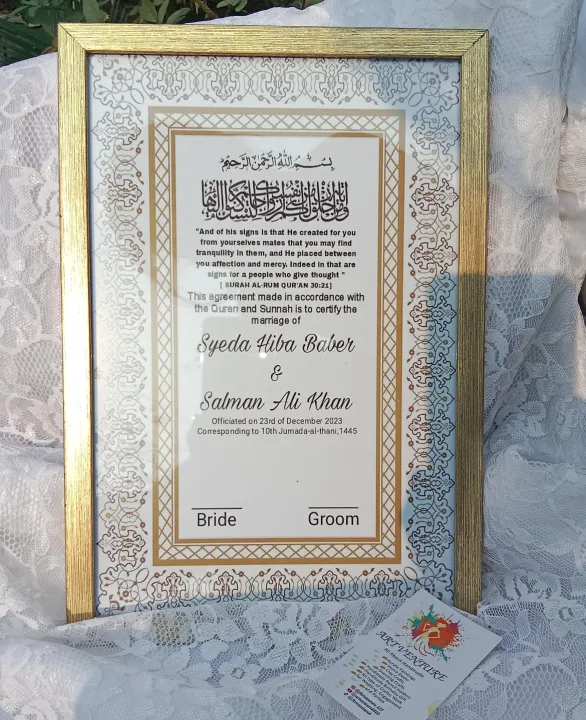 بِسْمِ اللهِ الرَّحْمٰنِ الرَّحِيْمِ
"And of his signs is that He created for you
from yourselves mates that you may find
tranquility in them, and He placed between
you affection and mercy. Indeed in that are
signs for a people who give thought "
[ SURAH AL-RUM QUR'AN 30:21]
This agreement made in accordance with
the Quran and Sunnah is to certify the
marriage of
Syeda Hiba Baber
&
Salman Ali Khan
Officiated on 23rd of December 2023
Corresponding to 10th Jumada-al-thani,1445
Bride Groom
ARTVENTURE